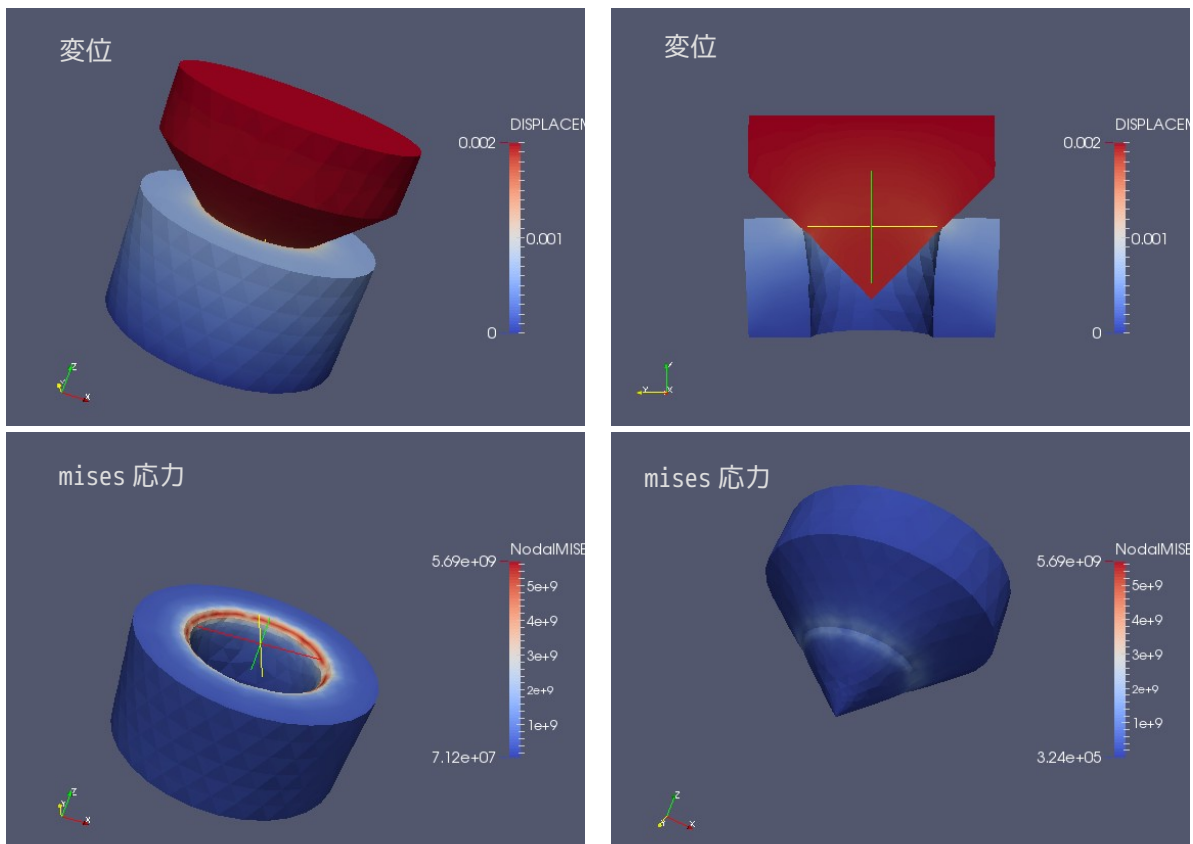 変位
DISPLACEM
0.002
0.001
0
Z
Y
X
変位
DISPLACEM
0.002
0.001
0
Y
X
mises 応力
NodalMISE
5.69e+09
5e+9
4e+9
3e+9
2e+9
1e+9
7.12e+07
Z
Y
X
mises 応力
NodalMISE
5.69e+09
5e+9
4e+9
3e+9
2e+9
1e+9
3.24e+05
Z
Y
X